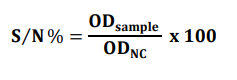 S/N % = OD_sample / OD_NC x 100